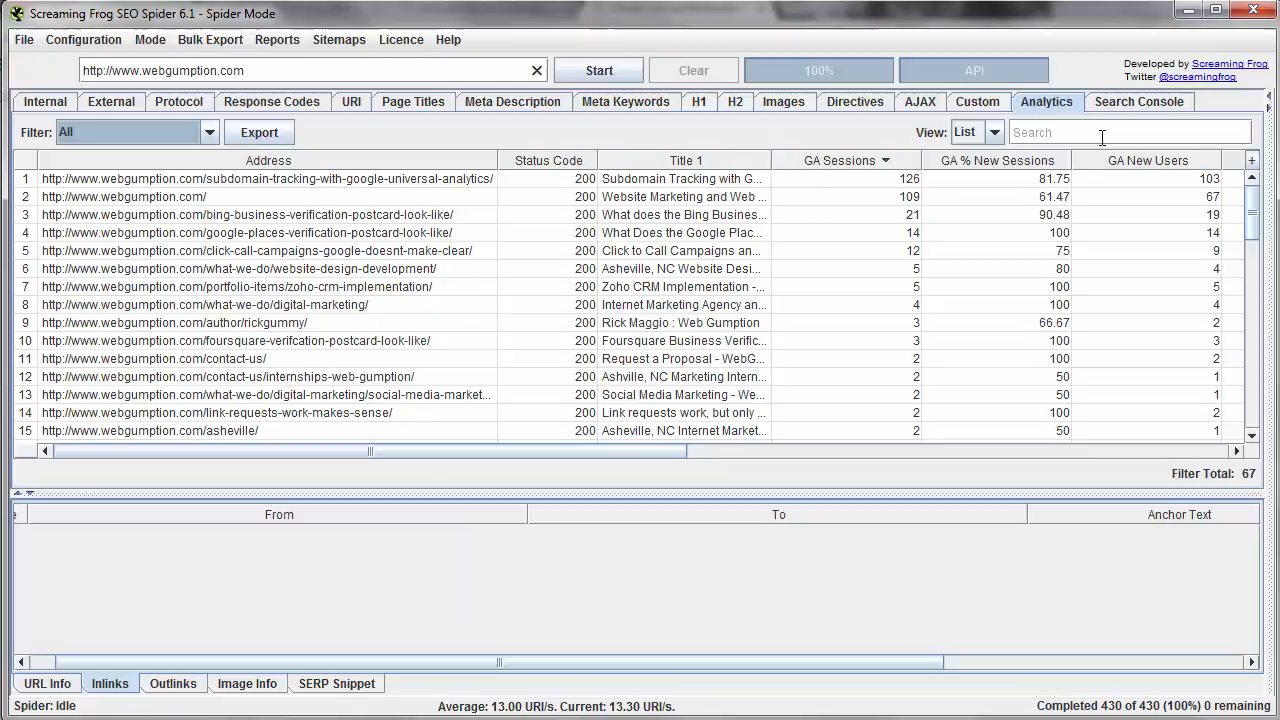 Screaming Frog SEO Spider 6.1 - Spider Mode
File Configuration Mode Bulk Export Reports Sitemaps Licence Help
http://www.webgumption.com Start Clear 100% API
Developed by Screaming Frog
Twitter @screamingfrog
Internal External Protocol Response Codes URI Page Titles Meta Description Meta Keywords H1 H2 Images Directives AJAX Custom Analytics Search Console
Filter: All Export View: List Search
Address Status Code Title 1 GA Sessions GA % New Sessions GA New Users +
1 http://www.webgumption.com/subdomain-tracking-with-google-universal-analytics/ 200 Subdomain Tracking with G... 126 81.75 103
2 http://www.webgumption.com/ 200 Website Marketing and Web ... 109 61.47 67
3 http://www.webgumption.com/bing-business-verification-postcard-look-like/ 200 What does the Bing Busines... 21 90.48 19
4 http://www.webgumption.com/google-places-verification-postcard-look-like/ 200 What Does the Google Plac... 14 100 14
5 http://www.webgumption.com/click-call-campaigns-google-doesnt-make-clear/ 200 Click to Call Campaigns an... 12 75 9
6 http://www.webgumption.com/what-we-do/website-design-development/ 200 Asheville, NC Website Desi... 5 80 4
7 http://www.webgumption.com/portfolio-items/zoho-crm-implementation/ 200 Zoho CRM Implementation -... 5 100 5
8 http://www.webgumption.com/what-we-do/digital-marketing/ 200 Internet Marketing Agency an... 4 100 4
9 http://www.webgumption.com/author/rickgummy/ 200 Rick Maggio : Web Gumption 3 66.67 2
10 http://www.webgumption.com/foursquare-verifcation-postcard-look-like/ 200 Foursquare Business Verific... 3 100 3
11 http://www.webgumption.com/contact-us/ 200 Request a Proposal - WebG... 2 100 2
12 http://www.webgumption.com/contact-us/internships-web-gumption/ 200 Ashville, NC Marketing Intern... 2 50 1
13 http://www.webgumption.com/what-we-do/digital-marketing/social-media-market... 200 Social Media Marketing - We... 2 50 1
14 http://www.webgumption.com/link-requests-work-makes-sense/ 200 Link requests work, but only ... 2 100 2
15 http://www.webgumption.com/asheville/ 200 Asheville, NC Internet Market... 2 50 1
Filter Total: 67
From To Anchor Text
URL Info Inlinks Outlinks Image Info SERP Snippet
Spider: Idle Average: 13.00 URI/s. Current: 13.30 URI/s. Completed 430 of 430 (100%) 0 remaining